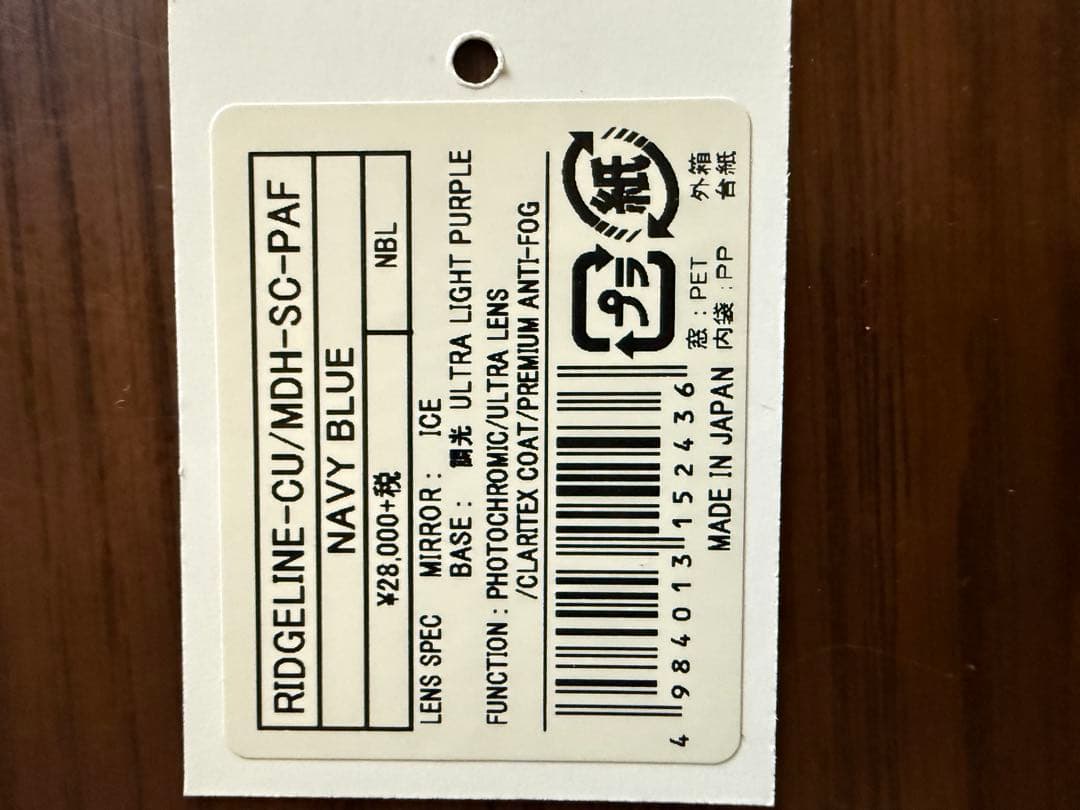 RIDGELINE-CU/MDH-SC-PAF
NAVY BLUE
¥28,000+税 NBL
LENS SPEC MIRROR: ICE
BASE: 調光 ULTRA LIGHT PURPLE
FUNCTION:PHOTOCHROMIC/ULTRA LENS
/CLARITEX COAT/PREMIUM ANTI-FOG
プラ 紙
4 984013 152436
窓:PET 外箱
内袋:PP 台紙
MADE IN JAPAN